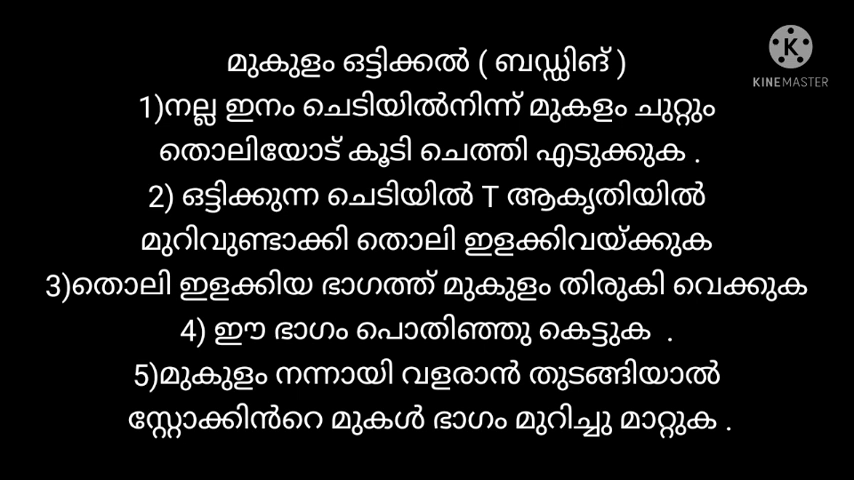 മുകുളം ഒട്ടിക്കൽ ( ബഡ്ഡിങ് )
1)നല്ല ഇനം ചെടിയിൽനിന്ന് മുകളം ചുറ്റും
തൊലിയോട് കൂടി ചെത്തി എടുക്കുക .
2) ഒട്ടിക്കുന്ന ചെടിയിൽ T ആകൃതിയിൽ
മുറിവുണ്ടാക്കി തൊലി ഇളക്കിവയ്ക്കുക
3)തൊലി ഇളക്കിയ ഭാഗത്ത് മുകുളം തിരുകി വെക്കുക
4) ഈ ഭാഗം പൊതിഞ്ഞു കെട്ടുക .
5)മുകുളം നന്നായി വളരാൻ തുടങ്ങിയാൽ
സ്റ്റോക്കിൻറെ മുകൾ ഭാഗം മുറിച്ചു മാറ്റുക .
K
KINEMASTER